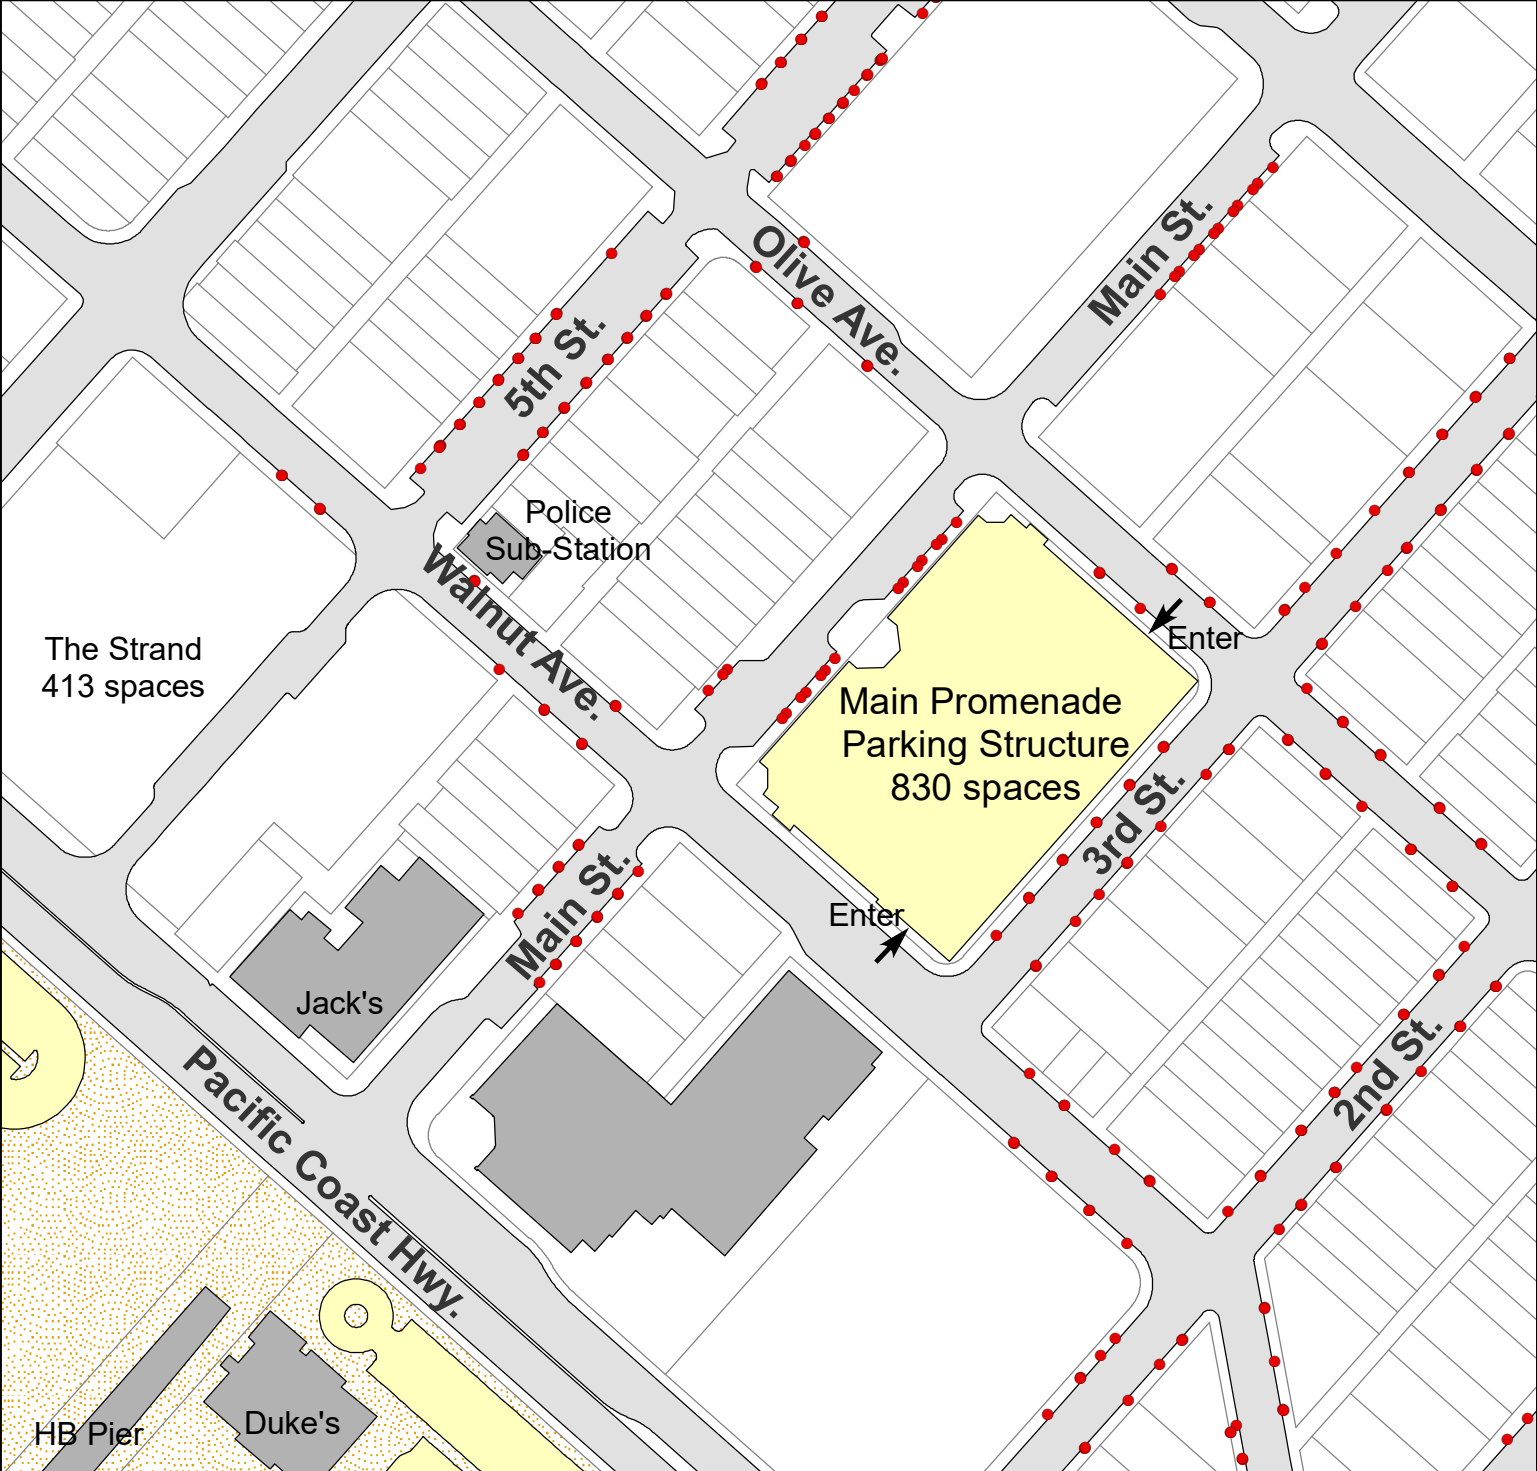 Olive Ave.
Main St.
5th St.
Police
Sub-Station
Walnut Ave.
Enter
The Strand
413 spaces
Main Promenade
Parking Structure
830 spaces
3rd St.
Main St.
Enter
Jack's
2nd St.
Pacific Coast Hwy.
Duke's
HB Pier